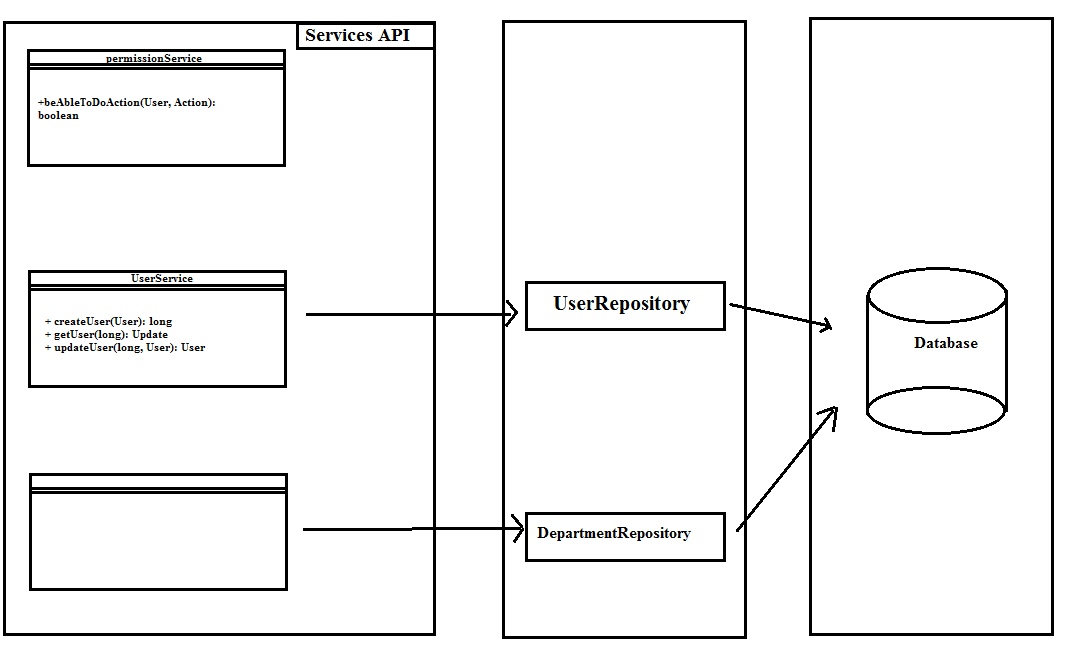 Services API
permissionService
+beAbleToDoAction(User, Action):
boolean
UserService
+ createUser(User): long
+ getUser(long): Update
+ updateUser(long, User): User
UserRepository
DepartmentRepository
Database